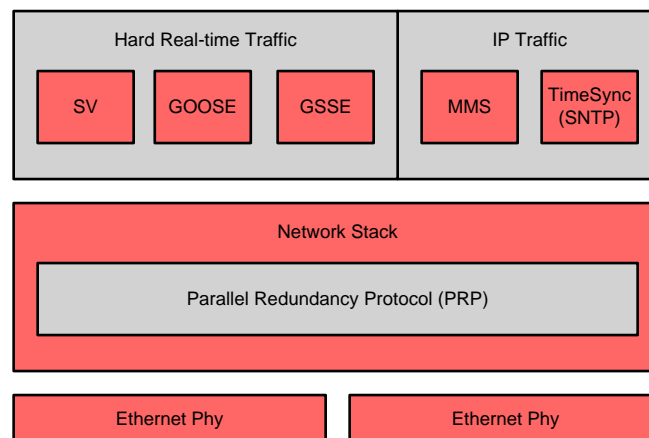 Hard Real-time Traffic
IP Traffic
SV
GOOSE
GSSE
MMS
TimeSync
(SNTP)
Network Stack
Parallel Redundancy Protocol (PRP)
Ethernet Phy
Ethernet Phy